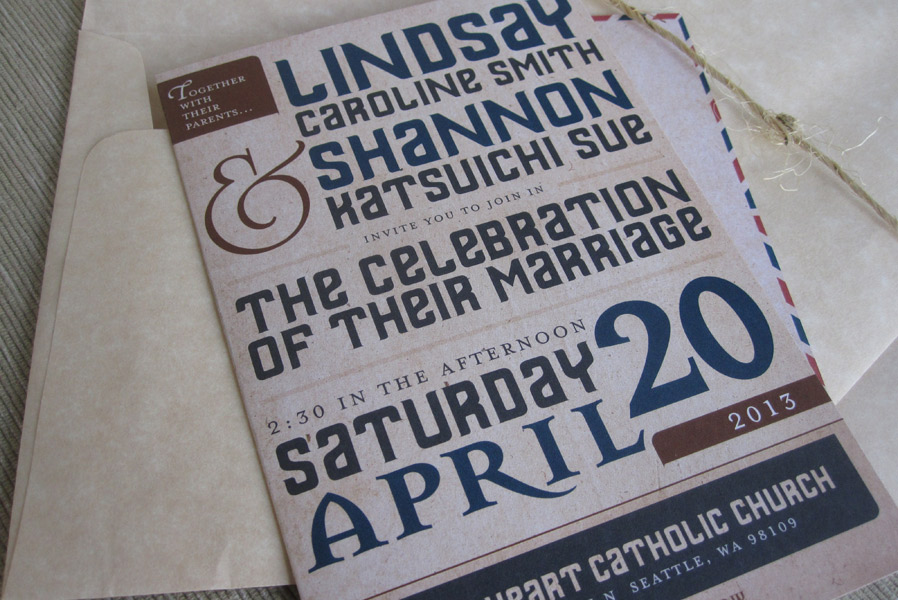 Together
with
their
parents...
LINDSAY
CAROLINE SMITH
& SHANNON
KATSUICHI SUE
INVITE YOU TO JOIN IN
THE CELEBRATION
OF THEIR MARRIAGE
2:30 IN THE AFTERNOON
SATURDAY 20
APRIL
2013
CATHOLIC CHURCH
SEATTLE, WA 98109